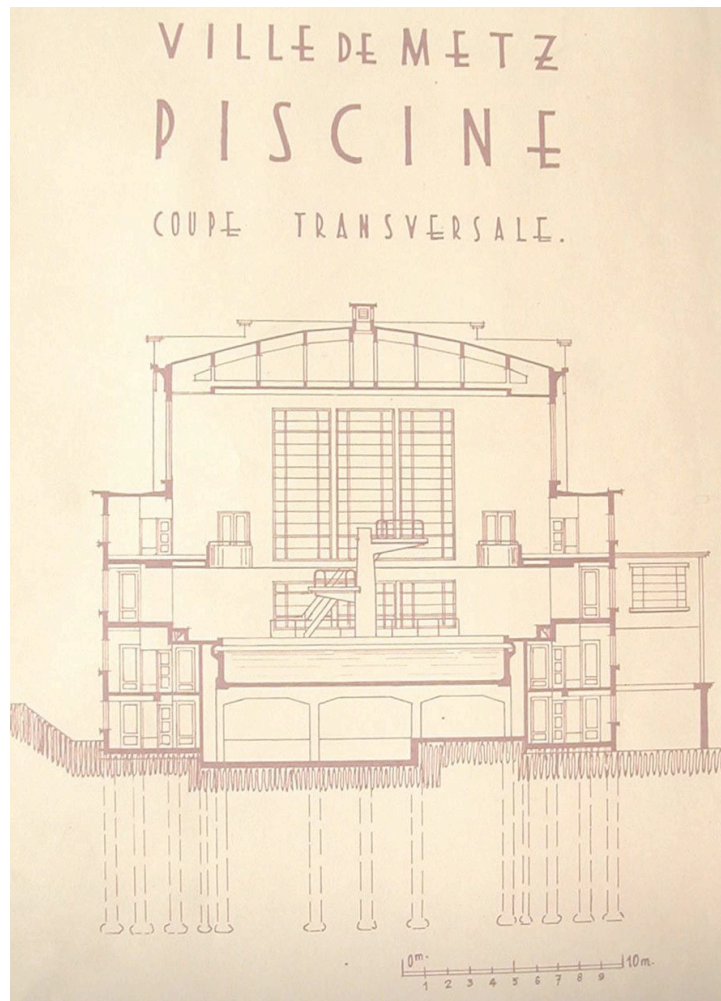 VILLE DE METZ
PISCINE
COUPE TRANSVERSALE.
0m. 10m.
1 2 3 4 5 6 7 8 9